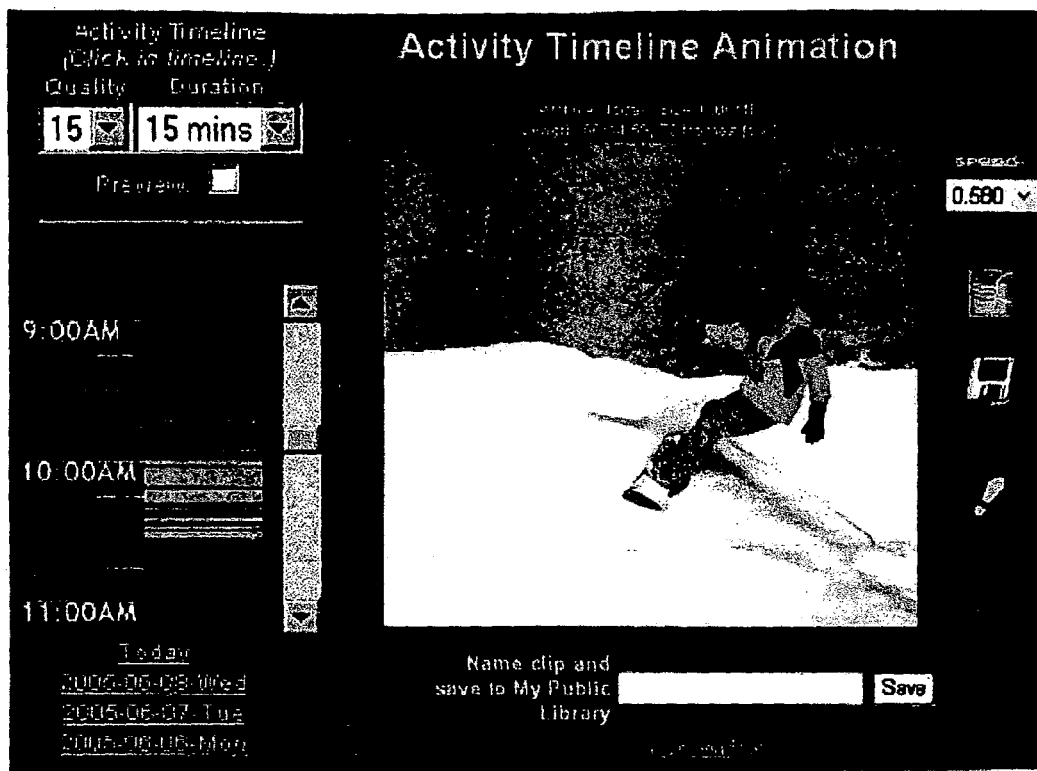 Activity Timeline
(Click in timeline.)
Quality Duration
15 15 mins
Preview
9:00AM
10:00AM
11:00AM
Today
2005-06-08-Wed
2005-06-07-Tue
2005-06-06-Mon
Activity Timeline Animation
speed
0.580
Name clip and
save to My Public
Library
Save